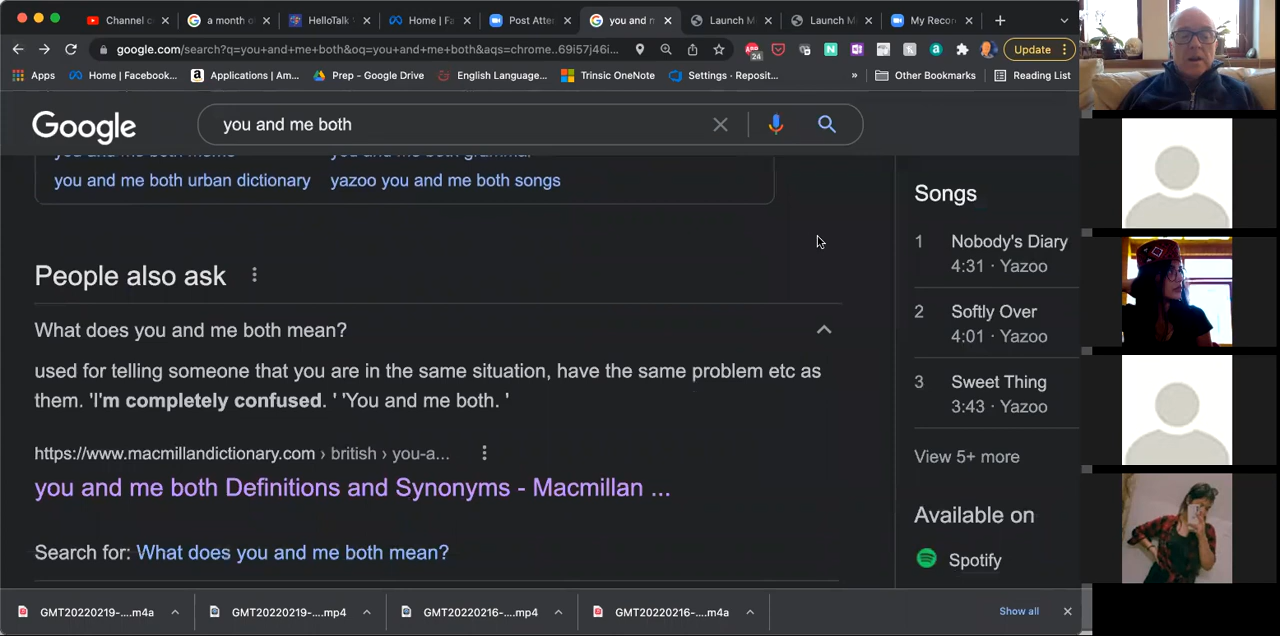 Channel c
a month o
HelloTalk
Home | Fa
Post Atter
you and n
Launch M
Launch M
My Recor
google.com/search?q=you+and+me+both&oq=you+and+me+both&aqs=chrome..69i57j46i...
24
Update
Apps
Home | Facebook...
Applications | Am...
Prep - Google Drive
English Language...
Trinsic OneNote
Settings · Reposit...
»
Other Bookmarks
Reading List
Google
you and me both
you and me both urban dictionary
yazoo you and me both songs
People also ask
What does you and me both mean?
used for telling someone that you are in the same situation, have the same problem etc as
them. 'I'm completely confused. ' 'You and me both. '
https://www.macmillandictionary.com › british › you-a...
you and me both Definitions and Synonyms - Macmillan ...
Search for: What does you and me both mean?
Songs
1 Nobody's Diary
4:31 · Yazoo
2 Softly Over
4:01 · Yazoo
3 Sweet Thing
3:43 · Yazoo
View 5+ more
Available on
Spotify
GMT20220219-....m4a
GMT20220219-....mp4
GMT20220216-....mp4
GMT20220216-....m4a
Show all